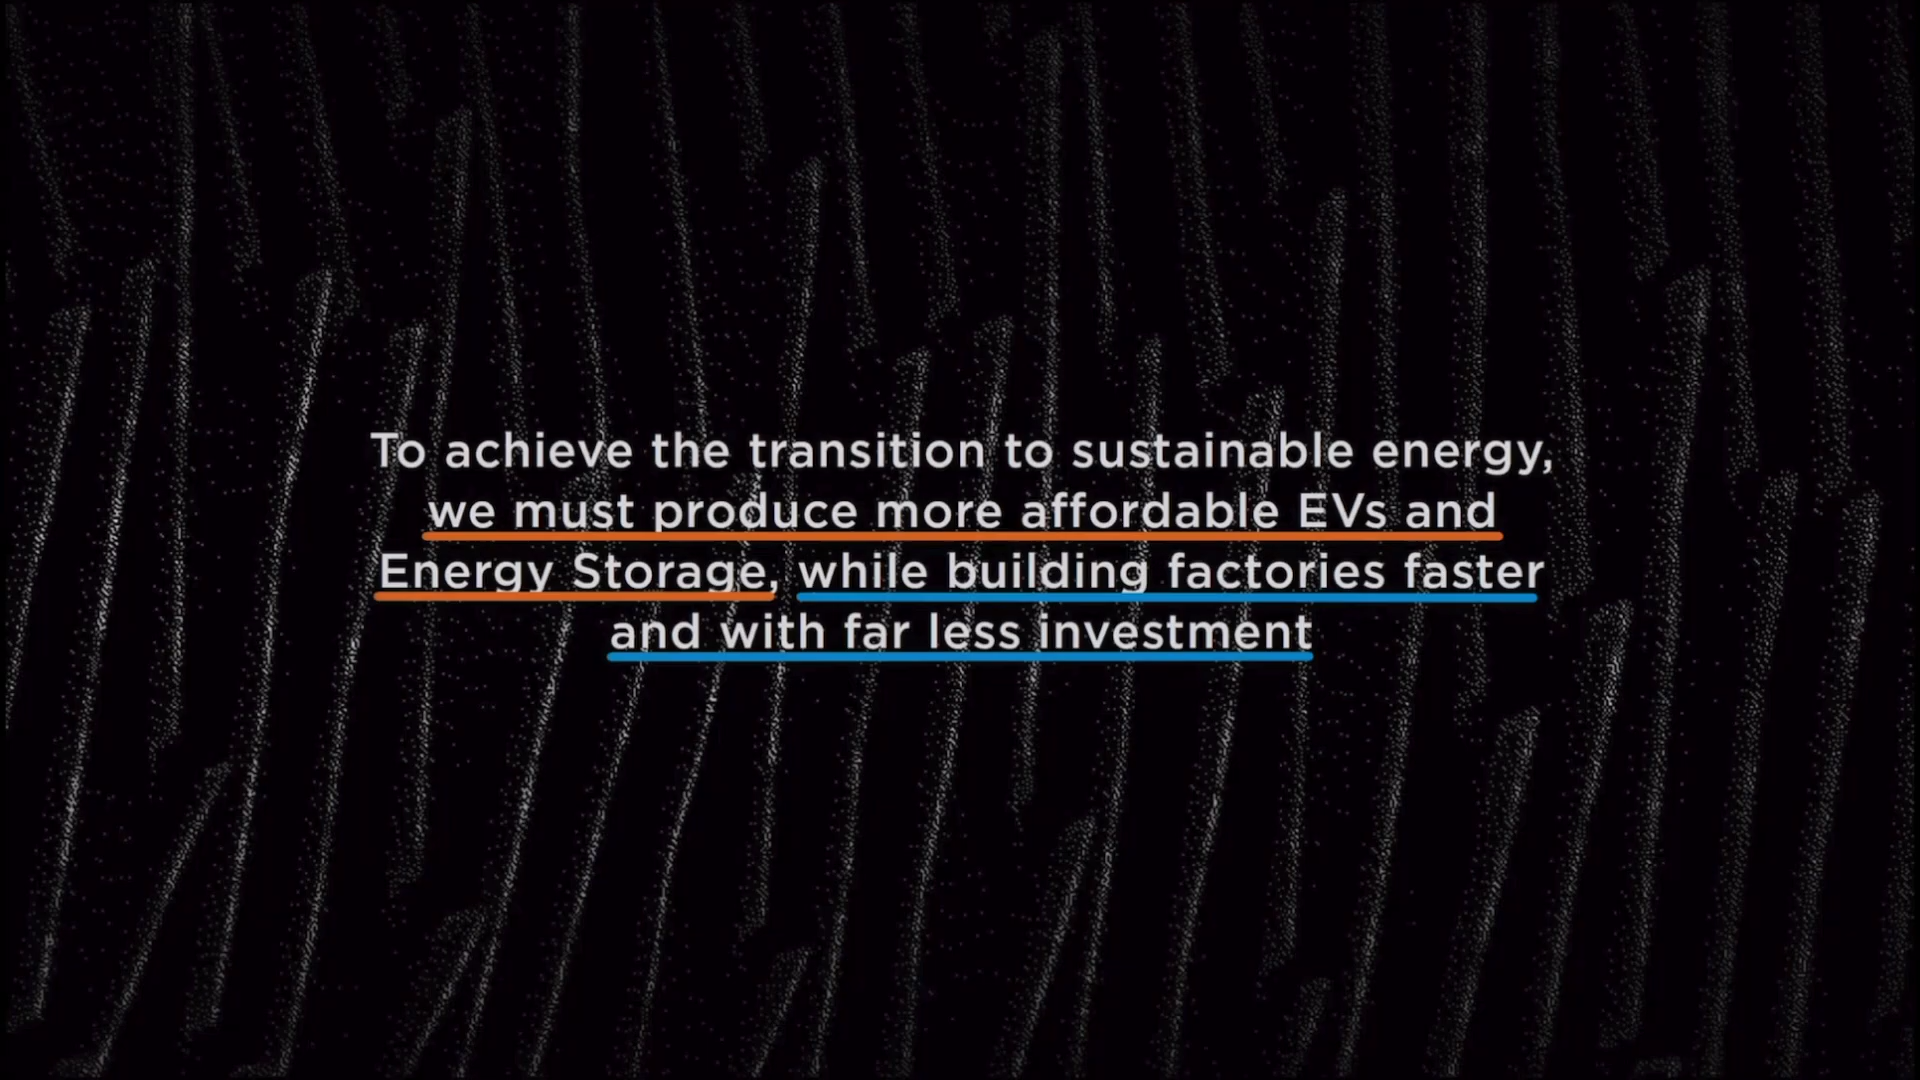 To achieve the transition to sustainable energy,
we must produce more affordable EVs and
Energy Storage, while building factories faster
and with far less investment